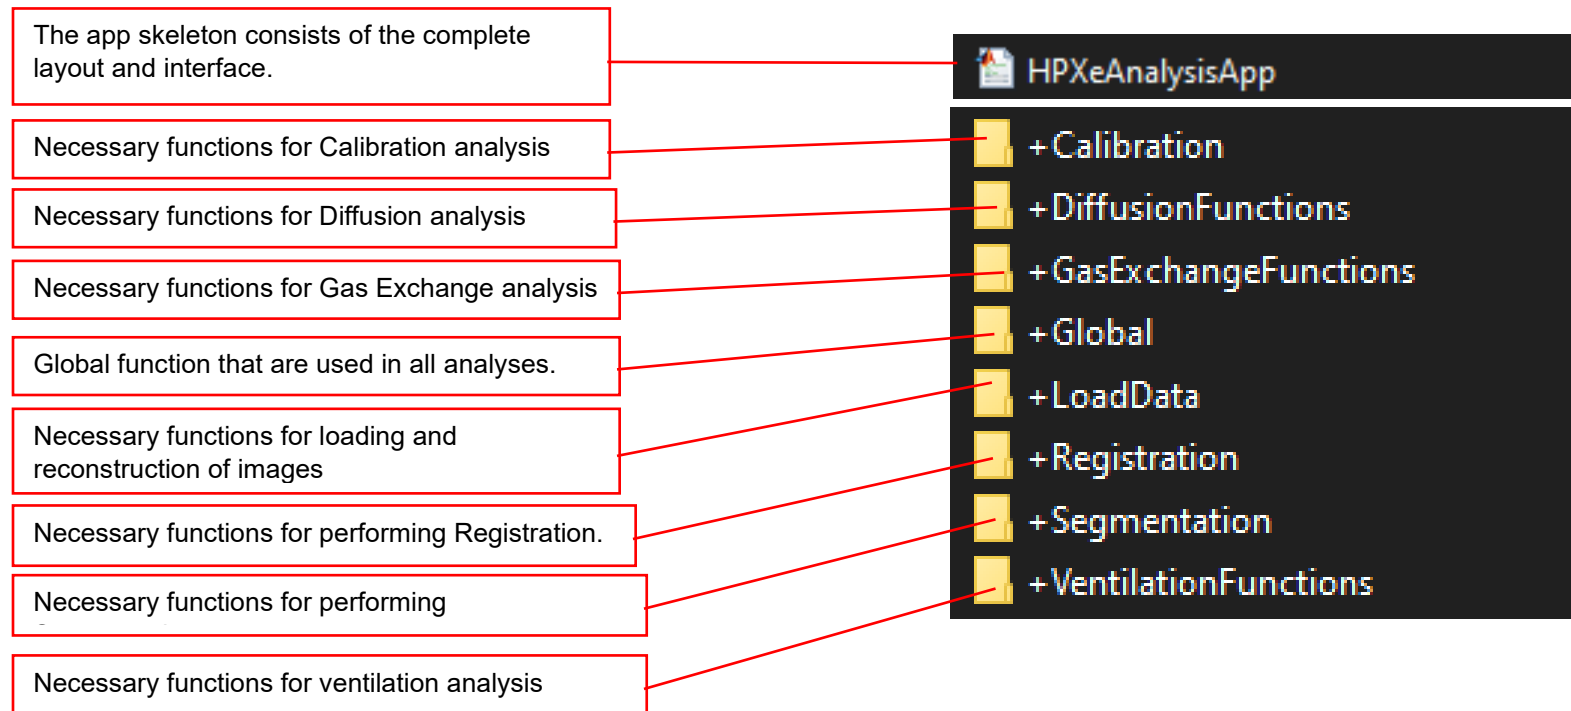 The app skeleton consists of the complete
layout and interface.
HPXeAnalysisApp
Necessary functions for Calibration analysis
+Calibration
Necessary functions for Diffusion analysis
+DiffusionFunctions
Necessary functions for Gas Exchange analysis
+GasExchangeFunctions
Global function that are used in all analyses.
+Global
Necessary functions for loading and
reconstruction of images
+LoadData
Necessary functions for performing Registration.
+Registration
Necessary functions for performing
+Segmentation
Necessary functions for ventilation analysis
+VentilationFunctions